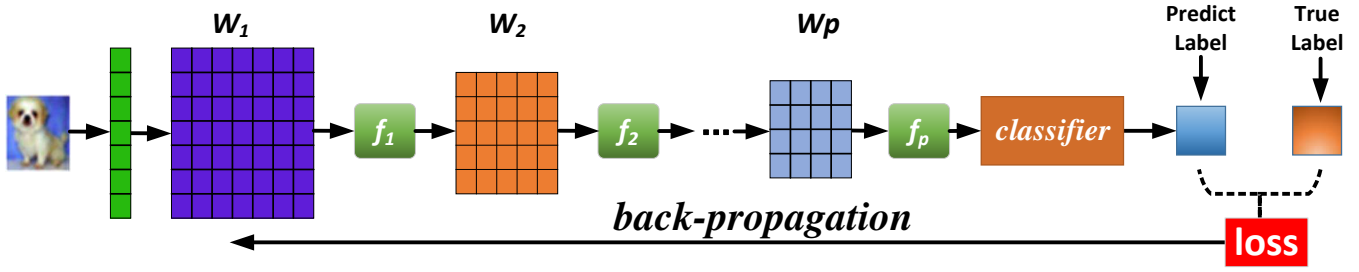 W1
W2
Wp
Predict
Label
True
Label
f1
f2
fp
classifier
back-propagation
loss